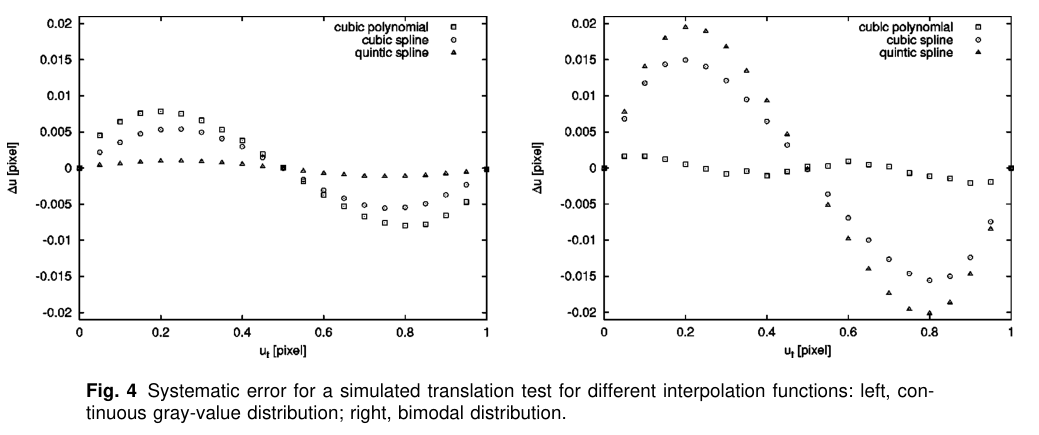 0.02
0.015
0.01
0.005
0
-0.005
-0.01
-0.015
-0.02
Δu [pixel]
cubic polynomial
cubic spline
quintic spline
0 0.2 0.4 0.6 0.8 1
u_t [pixel]
0.02
0.015
0.01
0.005
0
-0.005
-0.01
-0.015
-0.02
Δu [pixel]
cubic polynomial
cubic spline
quintic spline
0 0.2 0.4 0.6 0.8 1
u_t [pixel]
Fig. 4 Systematic error for a simulated translation test for different interpolation functions: left, con-
tinuous gray-value distribution; right, bimodal distribution.